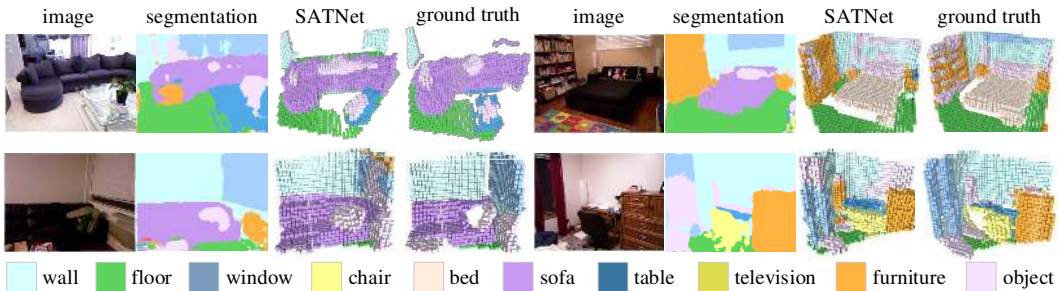 image segmentation SATNet ground truth image segmentation SATNet ground truth
wall floor window chair bed sofa table television furniture object